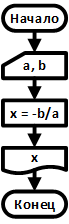 Начало
a, b
x = -b/a
x
Конец